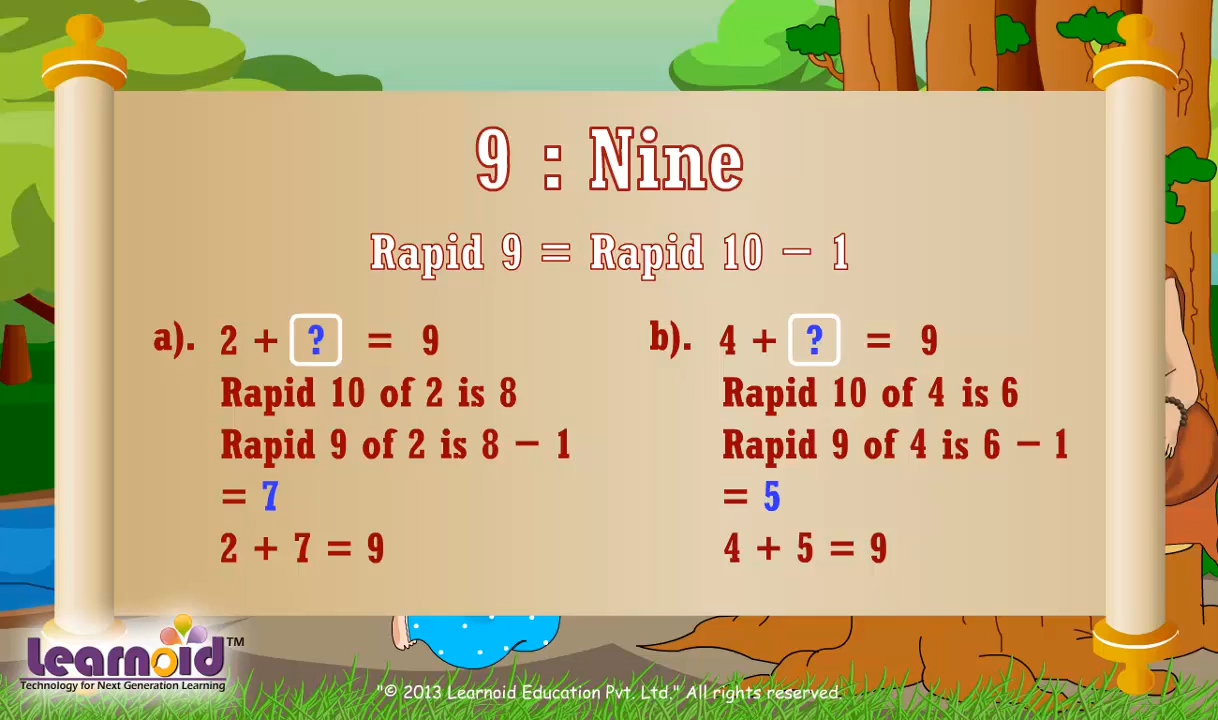 9 : Nine
Rapid 9 = Rapid 10 − 1
a). 2 + ? = 9
Rapid 10 of 2 is 8
Rapid 9 of 2 is 8 − 1
= 7
2 + 7 = 9
b). 4 + ? = 9
Rapid 10 of 4 is 6
Rapid 9 of 4 is 6 − 1
= 5
4 + 5 = 9
Learnoid™
Technology for Next Generation Learning
"© 2013 Learnoid Education Pvt. Ltd." All rights reserved.